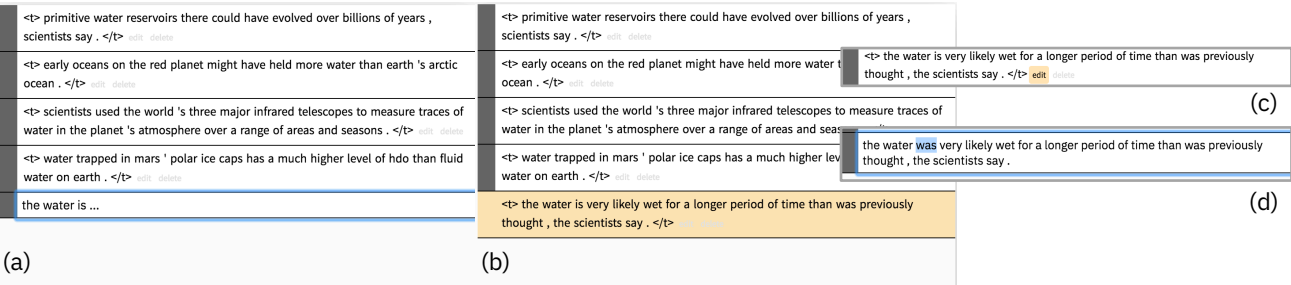 <t> primitive water reservoirs there could have evolved over billions of years ,
scientists say . </t> edit delete
<t> early oceans on the red planet might have held more water than earth 's arctic
ocean . </t> edit delete
<t> scientists used the world 's three major infrared telescopes to measure traces of
water in the planet 's atmosphere over a range of areas and seasons . </t> edit delete
<t> water trapped in mars ' polar ice caps has a much higher level of hdo than fluid
water on earth . </t> edit delete
the water is ...
(a)
<t> primitive water reservoirs there could have evolved over billions of years ,
scientists say . </t> edit delete
<t> early oceans on the red planet might have held more water t
ocean . </t> edit delete
<t> scientists used the world 's three major infrared telescopes to measure traces of
water in the planet 's atmosphere over a range of areas and seas
<t> water trapped in mars ' polar ice caps has a much higher lev
water on earth . </t> edit delete
<t> the water is very likely wet for a longer period of time than was previously
thought , the scientists say . </t> edit delete
(b)
<t> the water is very likely wet for a longer period of time than was previously
thought , the scientists say . </t> edit delete
(c)
the water was very likely wet for a longer period of time than was previously
thought , the scientists say .
(d)